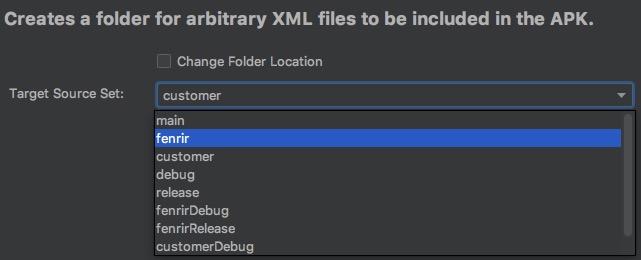 Creates a folder for arbitrary XML files to be included in the APK.
Change Folder Location
Target Source Set: customer
main
fenrir
customer
debug
release
fenrirDebug
fenrirRelease
customerDebug